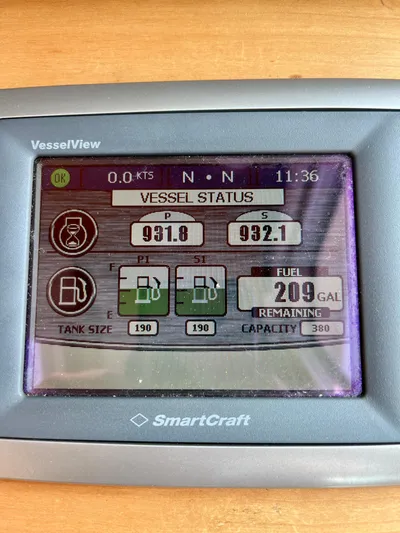 VesselView
OK 0.0 KTS N • N 11:36
VESSEL STATUS
P S
931.8 932.1
P1 S1
F FUEL
209 GAL
E REMAINING
TANK SIZE 190 190 CAPACITY 380
SmartCraft